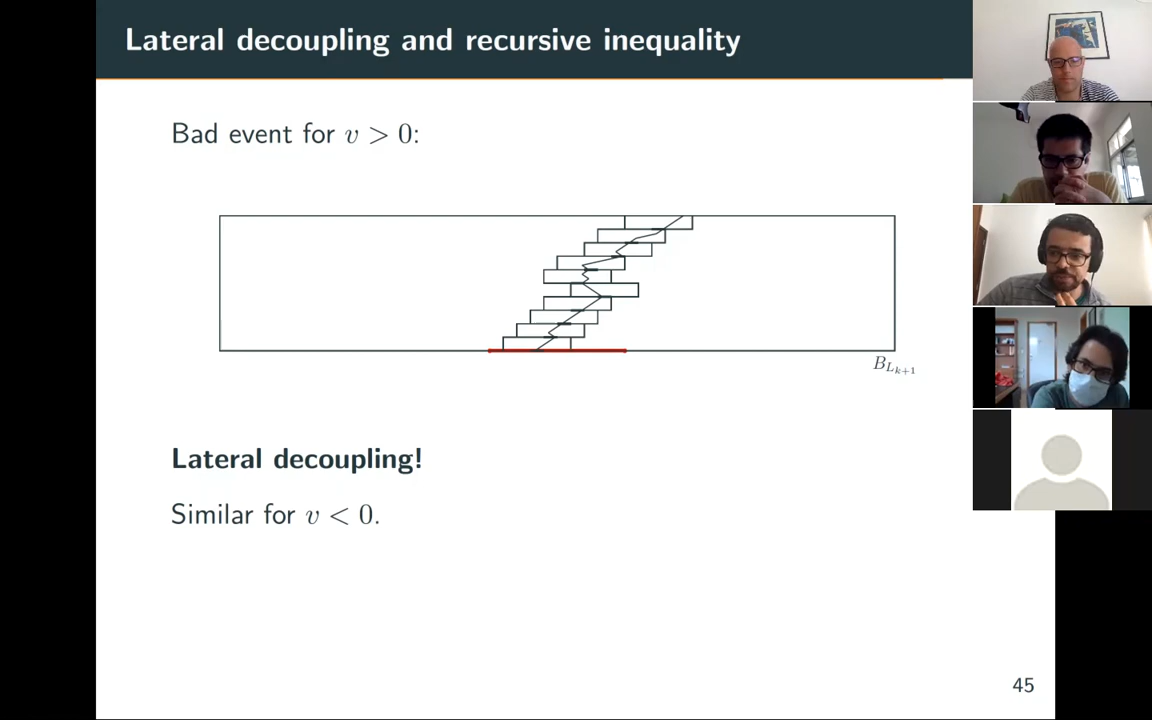 Lateral decoupling and recursive inequality
Bad event for v > 0:
B_{L_{k+1}}
Lateral decoupling!
Similar for v < 0.
45